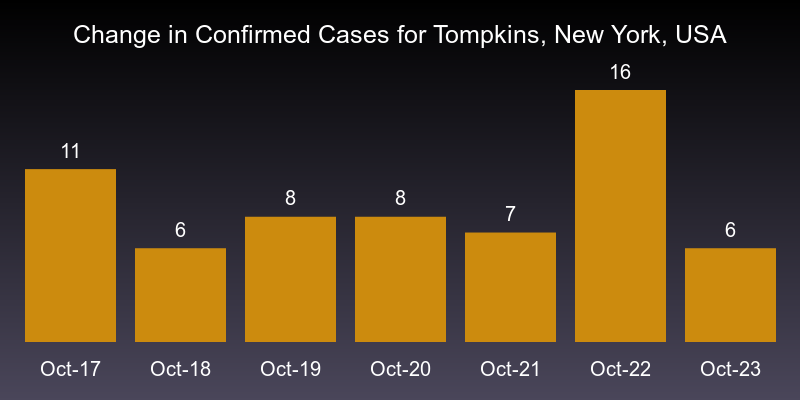 Change in Confirmed Cases for Tompkins, New York, USA
16
11
8
8
7
6
6
Oct-17
Oct-18
Oct-19
Oct-20
Oct-21
Oct-22
Oct-23